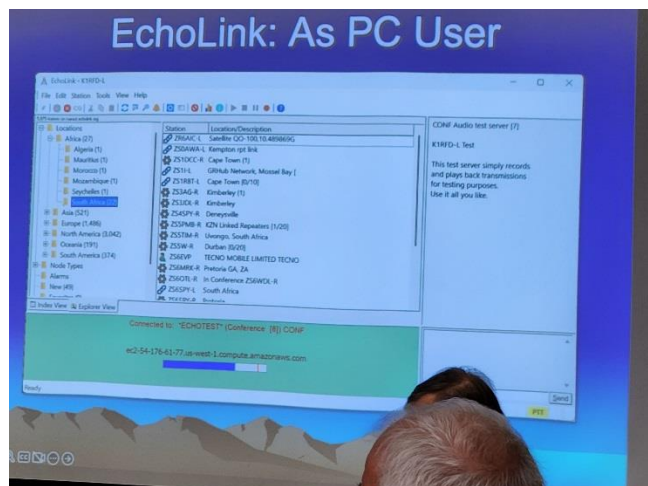 EchoLink: As PC User
EchoLink - K1RFD-L
File Edit Station Tools View Help
Locations
Africa (27)
Algeria (1)
Mauritius (1)
Morocco (1)
Mozambique (1)
Seychelles (1)
South Africa (22)
Asia (521)
Europe (1,486)
North America (3,042)
Oceania (191)
South America (374)
Node Types
Alarms
New (49)
Index View Explorer View
Station Location/Description
ZR6AIC-L Satellite QO-100,10.489869G
ZS0AWA-L Kempton rpt link
ZS1DCC-R Cape Town (1)
ZS1I-L GRHub Network, Mossel Bay [
ZS1RBT-L Cape Town [0/10]
ZS3AG-R Kimberley (1)
ZS3JDL-R Kimberley
ZS4SPY-R Deneysville
ZS5PMB-R KZN Linked Repeaters [1/20]
ZS5TIM-R Uvongo, South Africa
ZS5W-R Durban [0/20]
ZS6EVP TECNO MOBILE LIMITED TECNO
ZS6MRK-R Pretoria GA, ZA
ZS6OTL-R In Conference ZS6WDL-R
ZS6SPY-L South Africa
CONF Audio test server [7]
K1RFD-L Test
This test server simply records
and plays back transmissions
for testing purposes.
Use it all you like.
Connected to: *ECHOTEST* (Conference [8]) CONF
ec2-54-176-61-77.us-west-1.compute.amazonaws.com
Send
Ready
PTT